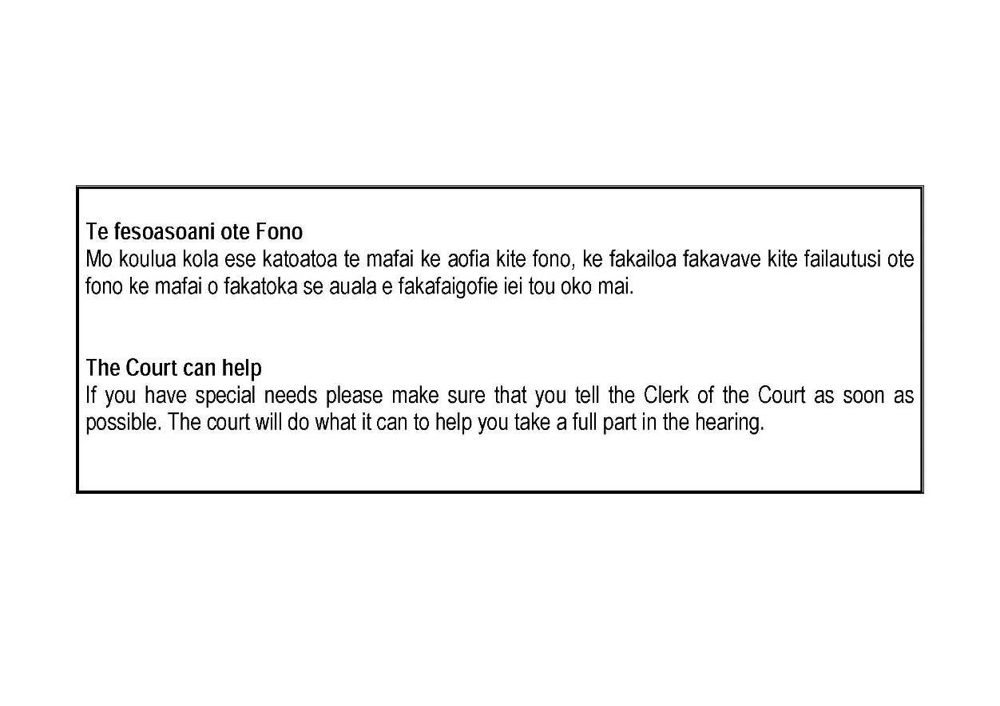 Te fesoasoani ote Fono
Mo koulua kola ese katoatoa te mafai ke aofia kite fono, ke fakailoa fakavave kite failautusi ote
fono ke mafai o fakatoka se auala e fakafaigofie iei tou oko mai.
The Court can help
If you have special needs please make sure that you tell the Clerk of the Court as soon as
possible. The court will do what it can to help you take a full part in the hearing.